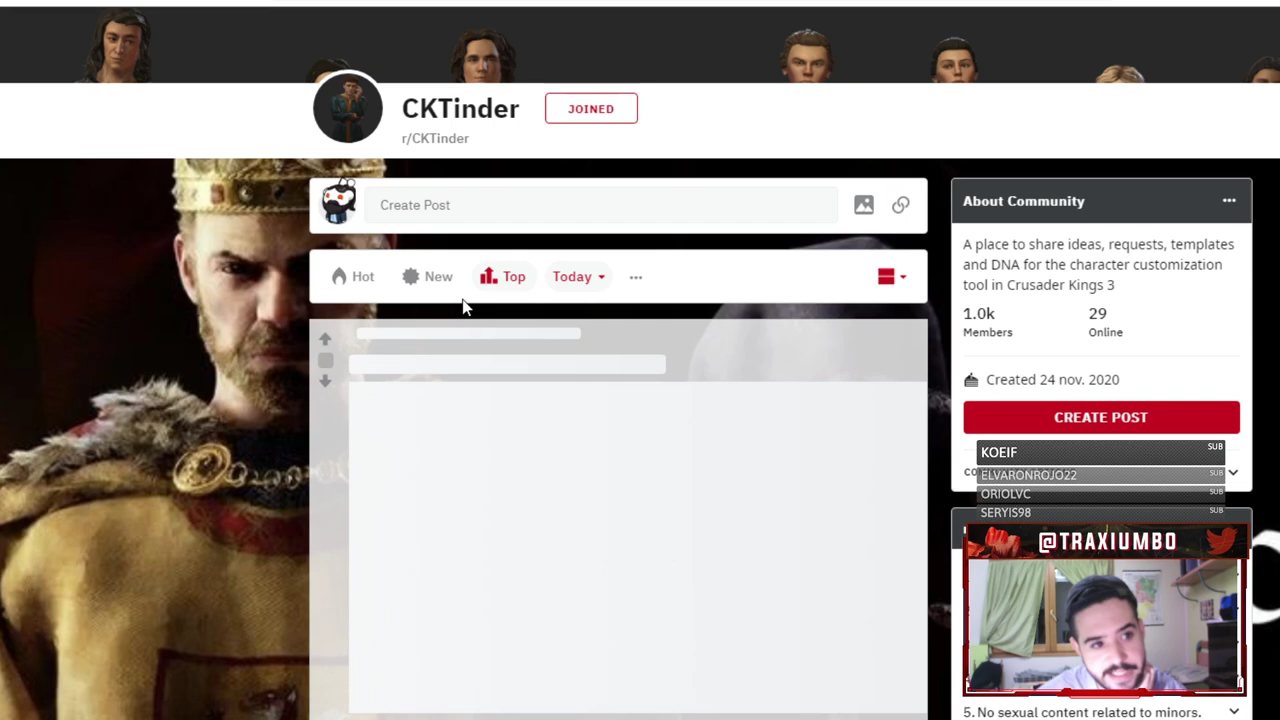 CKTinder
JOINED
r/CKTinder
Create Post
Hot
New
Top
Today
About Community
A place to share ideas, requests, templates
and DNA for the character customization
tool in Crusader Kings 3
1.0k
29
Members
Online
Created 24 nov. 2020
CREATE POST
KOEIF
SUB
CO
ELVARONROJO22
SUB
ORIOLVC
SUB
SERYIS98
SUB
@TRAXIUMBO
5. No sexual content related to minors.